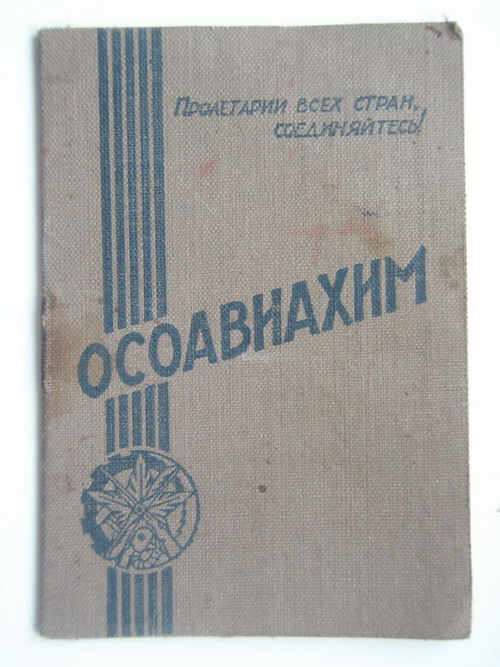 Пролетарии всех стран,
соединяйтесь!
ОСОАВИАХИМ